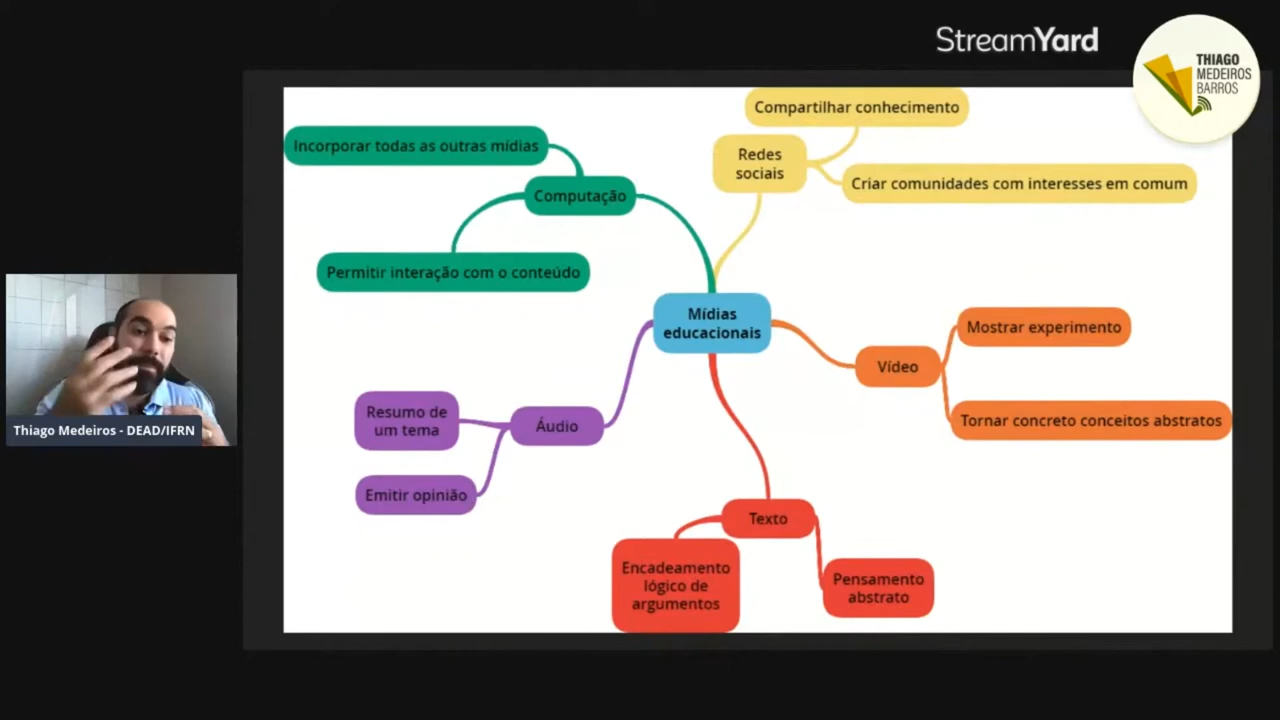 StreamYard
THIAGO
MEDEIROS
BARROS
Compartilhar conhecimento
Incorporar todas as outras mídias
Redes
sociais
Criar comunidades com interesses em comum
Computação
Permitir interação com o conteúdo
Mídias
educacionais
Mostrar experimento
Vídeo
Tornar concreto conceitos abstratos
Resumo de
um tema
Áudio
Emitir opinião
Texto
Encadeamento
lógico de
argumentos
Pensamento
abstrato
Thiago Medeiros - DEAD/IFRN